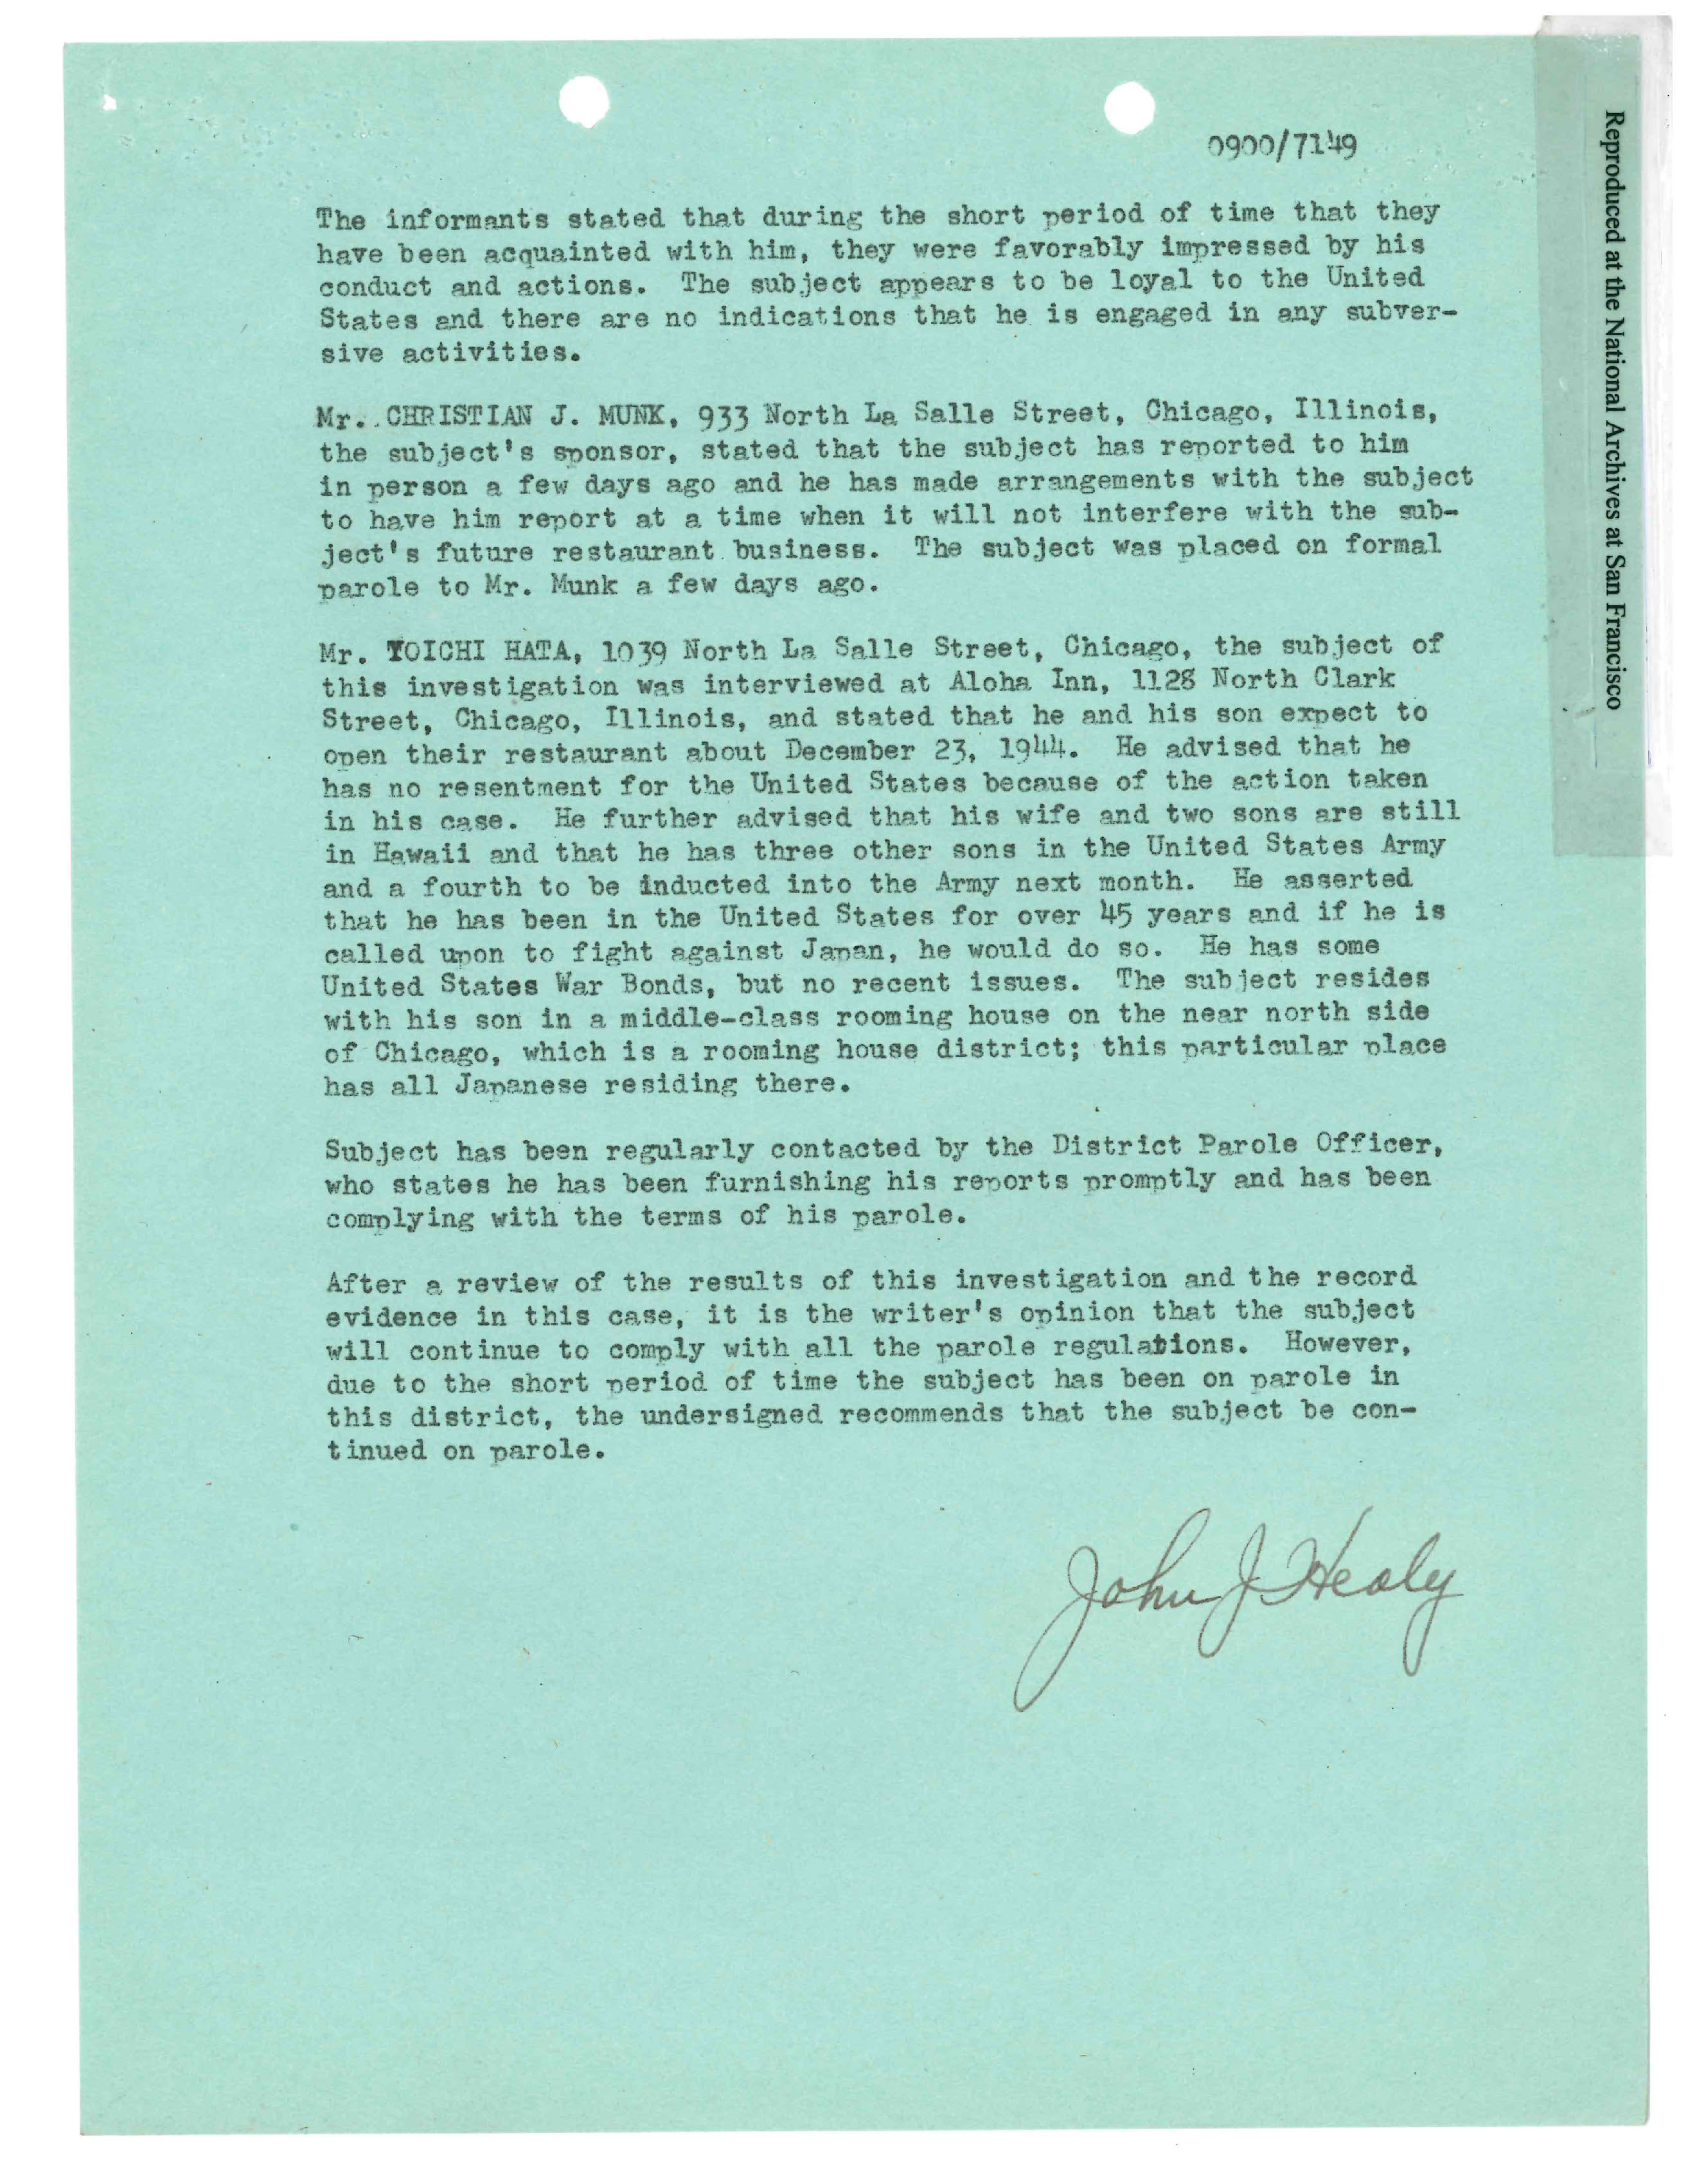 0900/7149
The informants stated that during the short period of time that they
have been acquainted with him, they were favorably impressed by his
conduct and actions. The subject appears to be loyal to the United
States and there are no indications that he is engaged in any subver-
sive activities.
Mr. CHRISTIAN J. MUNK, 933 North La Salle Street, Chicago, Illinois,
the subject's sponsor, stated that the subject has reported to him
in person a few days ago and he has made arrangements with the subject
to have him report at a time when it will not interfere with the sub-
ject's future restaurant business. The subject was placed on formal
parole to Mr. Munk a few days ago.
Mr. YOICHI HATA, 1039 North La Salle Street, Chicago, the subject of
this investigation was interviewed at Aloha Inn, 1128 North Clark
Street, Chicago, Illinois, and stated that he and his son expect to
open their restaurant about December 23, 1944. He advised that he
has no resentment for the United States because of the action taken
in his case. He further advised that his wife and two sons are still
in Hawaii and that he has three other sons in the United States Army
and a fourth to be inducted into the Army next month. He asserted
that he has been in the United States for over 45 years and if he is
called upon to fight against Japan, he would do so. He has some
United States War Bonds, but no recent issues. The subject resides
with his son in a middle-class rooming house on the near north side
of Chicago, which is a rooming house district; this particular place
has all Japanese residing there.
Subject has been regularly contacted by the District Parole Officer,
who states he has been furnishing his reports promptly and has been
complying with the terms of his parole.
After a review of the results of this investigation and the record
evidence in this case, it is the writer's opinion that the subject
will continue to comply with all the parole regulations. However,
due to the short period of time the subject has been on parole in
this district, the undersigned recommends that the subject be con-
tinued on parole.
John J Healy
Reproduced at the National Archives at San Francisco